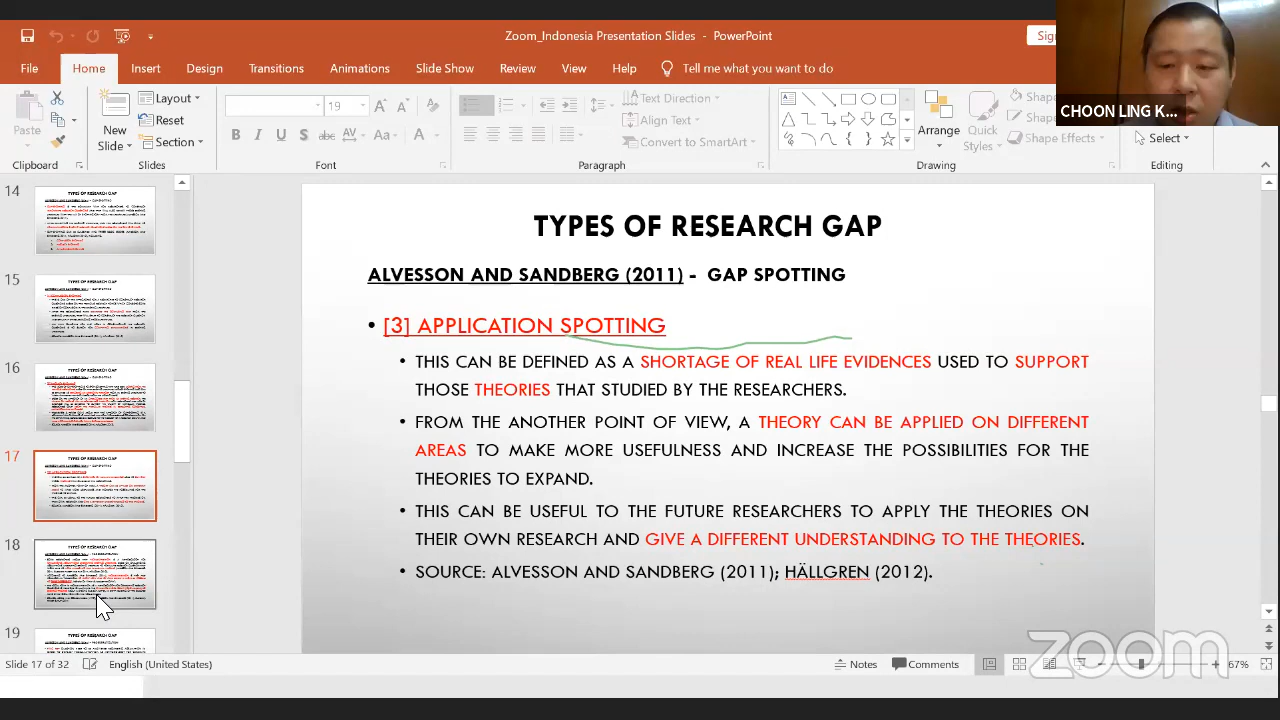 Zoom_Indonesia Presentation Slides - PowerPoint
File Home Insert Design Transitions Animations Slide Show Review View Help Tell me what you want to do
Paste
New Slide
Layout
Reset
Section
19
Text Direction
Align Text
Convert to SmartArt
Arrange
Quick Styles
Shape Effects
Select
Clipboard Slides Font Paragraph Drawing Editing
CHOON LING K...
14
15
16
17
18
19
TYPES OF RESEARCH GAP
ALVESSON AND SANDBERG (2011) - GAP SPOTTING
• [3] APPLICATION SPOTTING
• THIS CAN BE DEFINED AS A SHORTAGE OF REAL LIFE EVIDENCES USED TO SUPPORT
THOSE THEORIES THAT STUDIED BY THE RESEARCHERS.
• FROM THE ANOTHER POINT OF VIEW, A THEORY CAN BE APPLIED ON DIFFERENT
AREAS TO MAKE MORE USEFULNESS AND INCREASE THE POSSIBILITIES FOR THE
THEORIES TO EXPAND.
• THIS CAN BE USEFUL TO THE FUTURE RESEARCHERS TO APPLY THE THEORIES ON
THEIR OWN RESEARCH AND GIVE A DIFFERENT UNDERSTANDING TO THE THEORIES.
• SOURCE: ALVESSON AND SANDBERG (2011); HÄLLGREN (2012).
zoom
Slide 17 of 32 English (United States) Notes Comments 67%